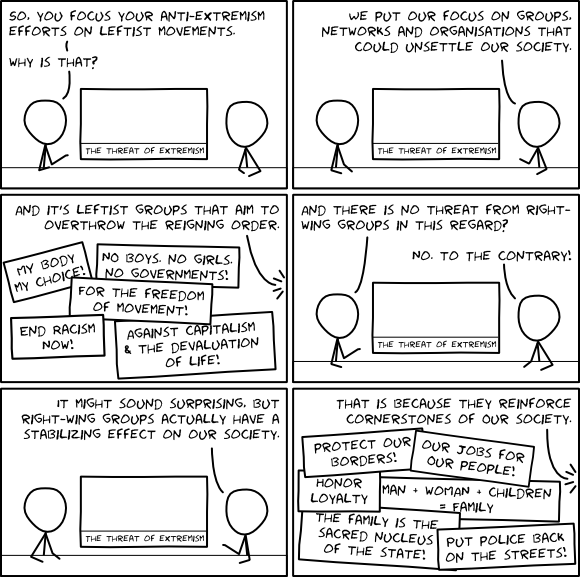 SO, YOU FOCUS YOUR ANTI-EXTREMISM
EFFORTS ON LEFTIST MOVEMENTS.
WHY IS THAT?
THE THREAT OF EXTREMISM
WE PUT OUR FOCUS ON GROUPS,
NETWORKS AND ORGANISATIONS THAT
COULD UNSETTLE OUR SOCIETY.
THE THREAT OF EXTREMISM
AND IT'S LEFTIST GROUPS THAT AIM TO
OVERTHROW THE REIGNING ORDER.
MY BODY
MY CHOICE!
NO BOYS. NO GIRLS.
NO GOVERNMENTS!
FOR THE FREEDOM
OF MOVEMENT!
END RACISM
NOW!
AGAINST CAPITALISM
& THE DEVALUATION
OF LIFE!
AND THERE IS NO THREAT FROM RIGHT-
WING GROUPS IN THIS REGARD?
NO. TO THE CONTRARY!
THE THREAT OF EXTREMISM
IT MIGHT SOUND SURPRISING, BUT
RIGHT-WING GROUPS ACTUALLY HAVE A
STABILIZING EFFECT ON OUR SOCIETY.
THE THREAT OF EXTREMISM
THAT IS BECAUSE THEY REINFORCE
CORNERSTONES OF OUR SOCIETY.
PROTECT OUR
BORDERS!
OUR JOBS FOR
OUR PEOPLE!
HONOR
LOYALTY
MAN + WOMAN + CHILDREN
= FAMILY
THE FAMILY IS THE
SACRED NUCLEUS
OF THE STATE!
PUT POLICE BACK
ON THE STREETS!